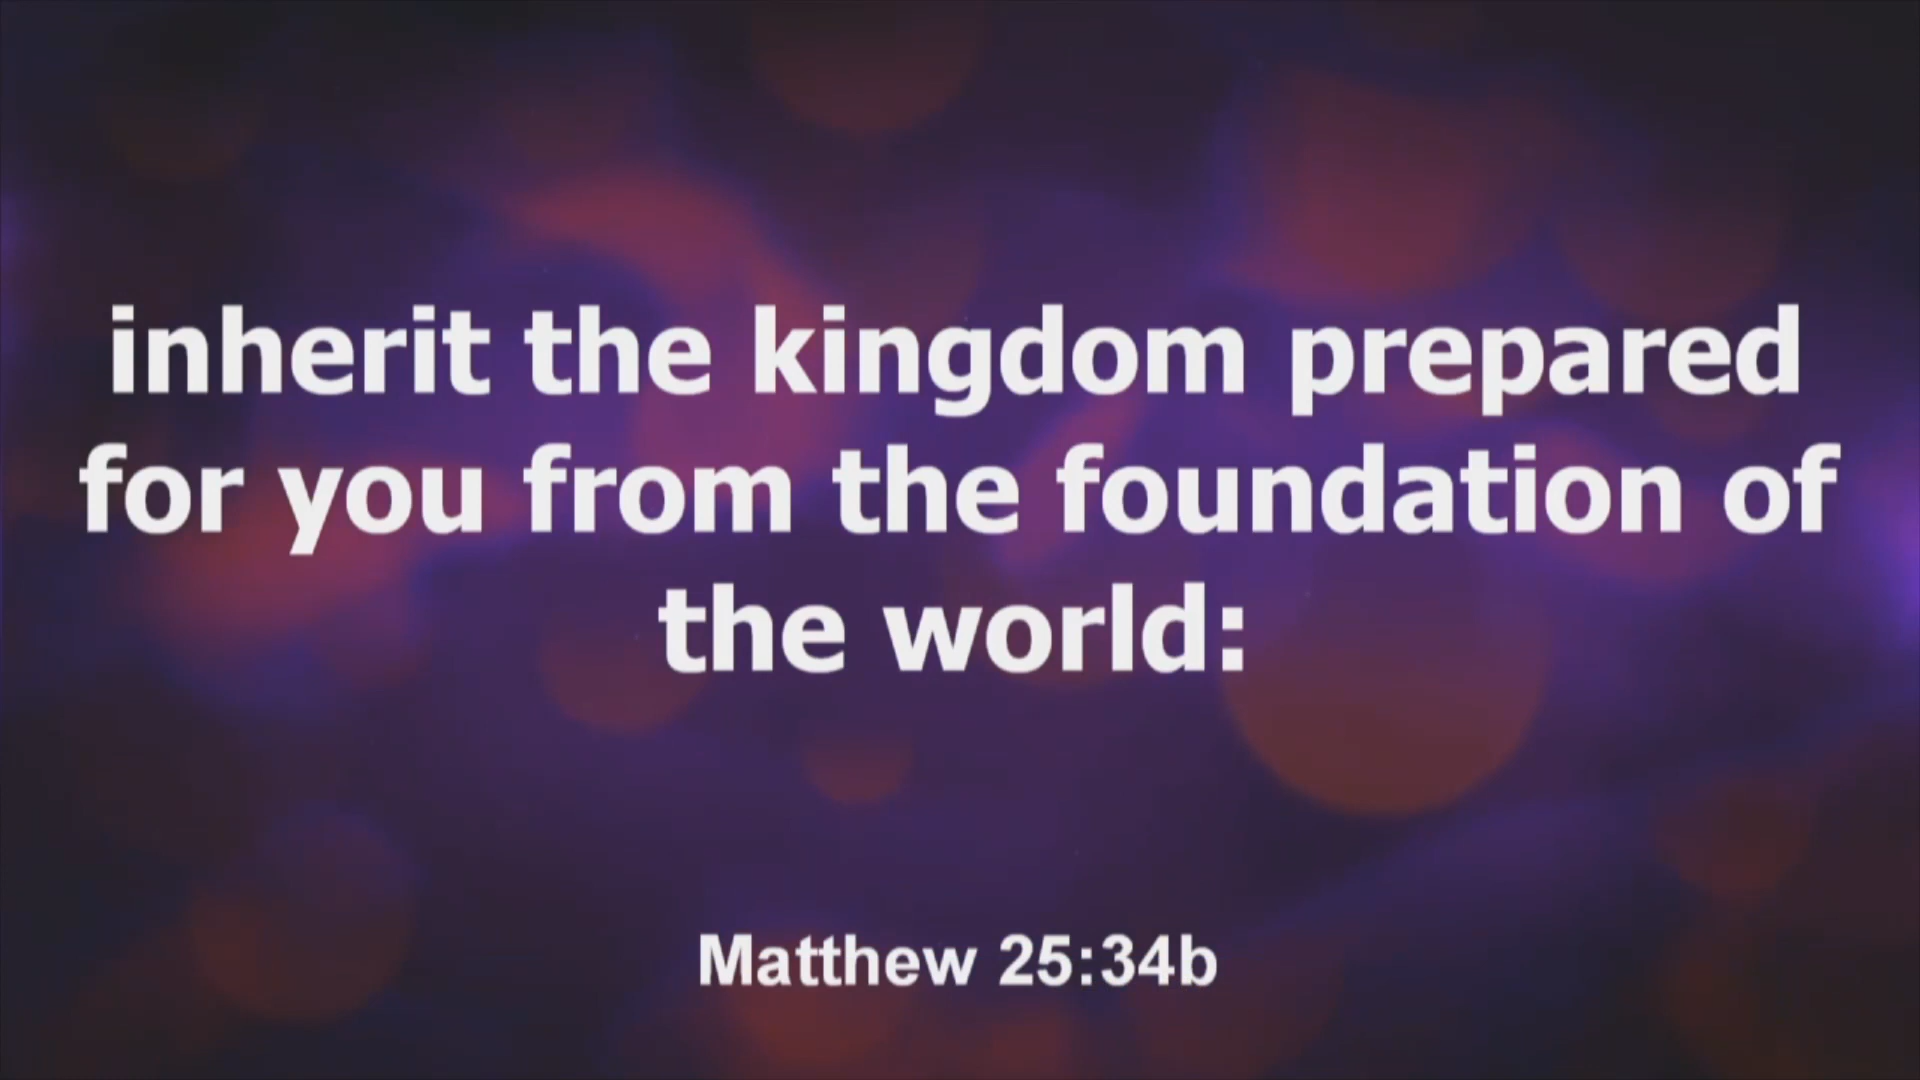 inherit the kingdom prepared
for you from the foundation of
the world:
Matthew 25:34b